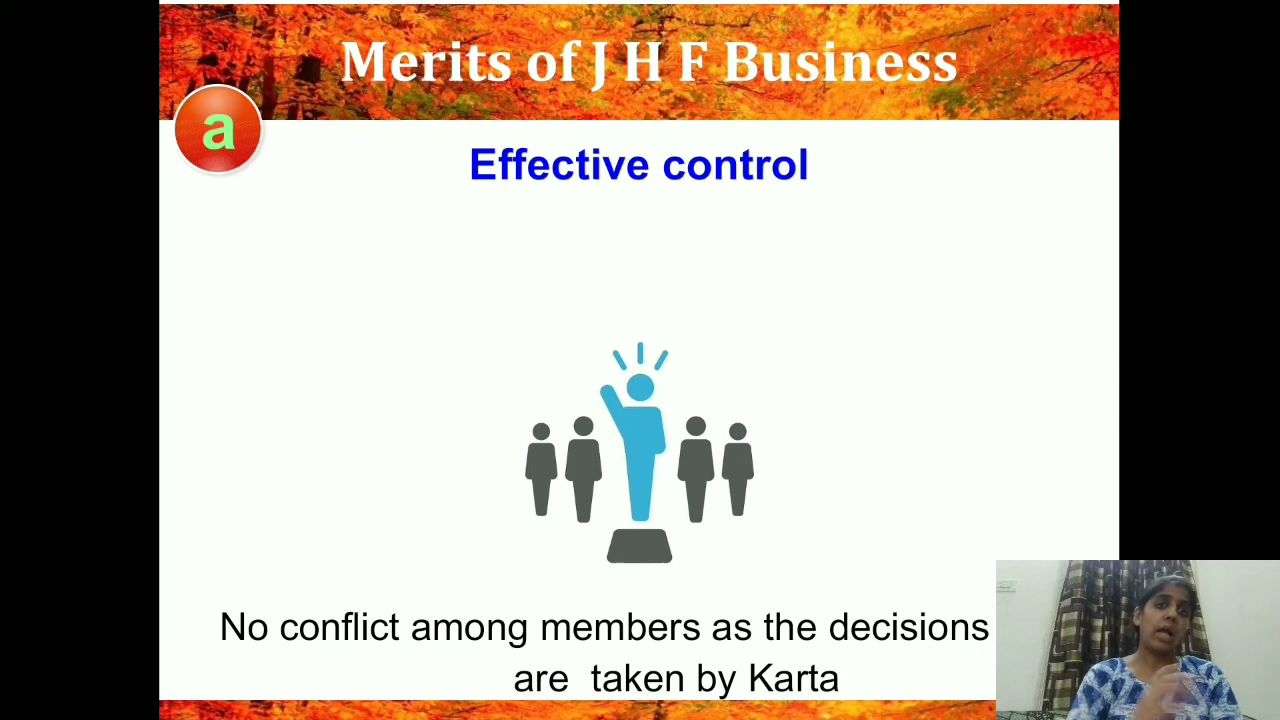 Merits of J H F Business
a
Effective control
No conflict among members as the decisions
are taken by Karta